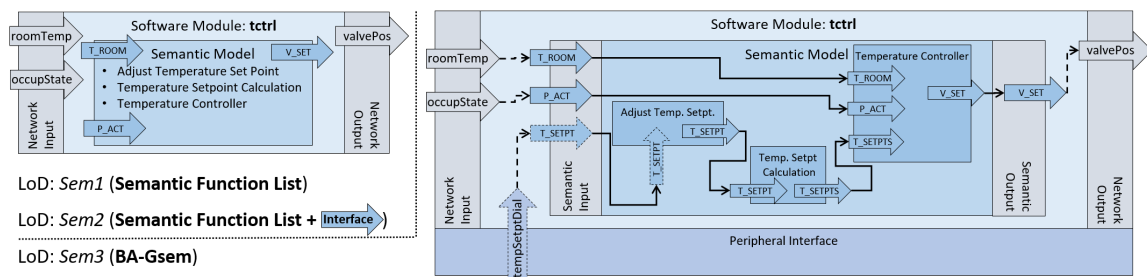 Software Module: tctrl
roomTemp
occupState
Network
Input
T_ROOM
Semantic Model
• Adjust Temperature Set Point
• Temperature Setpoint Calculation
• Temperature Controller
P_ACT
V_SET
valvePos
Network
Output
LoD: Sem1 (Semantic Function List)
LoD: Sem2 (Semantic Function List + Interface)
LoD: Sem3 (BA-Gsem)
Software Module: tctrl
roomTemp
occupState
Network
Input
T_ROOM
P_ACT
T_SETPT
Semantic
Input
tempSetptDial
Semantic Model
Adjust Temp. Setpt.
T_SETPT
T_SETPT
Temp. Setpt
Calculation
T_SETPT
T_SETPTS
Temperature Controller
T_ROOM
P_ACT
T_SETPTS
V_SET
V_SET
Semantic
Output
valvePos
Network
Output
Peripheral Interface